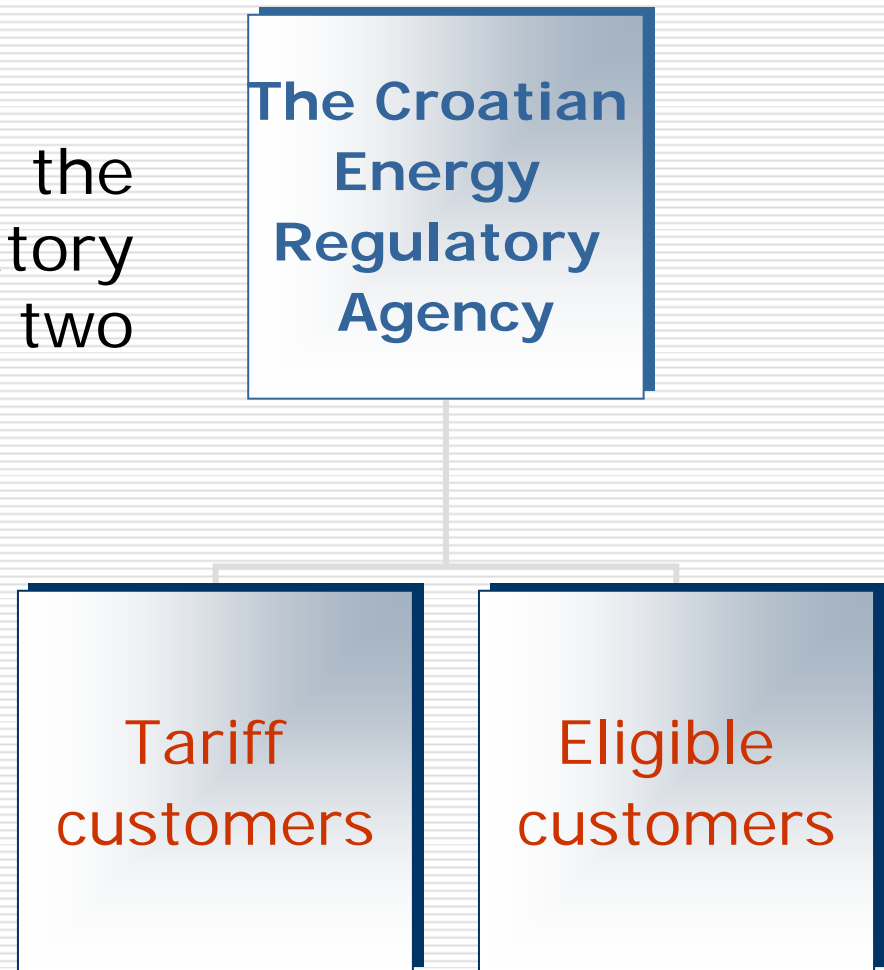 the
tory
two
The Croatian
Energy
Regulatory
Agency
Tariff
customers
Eligible
customers